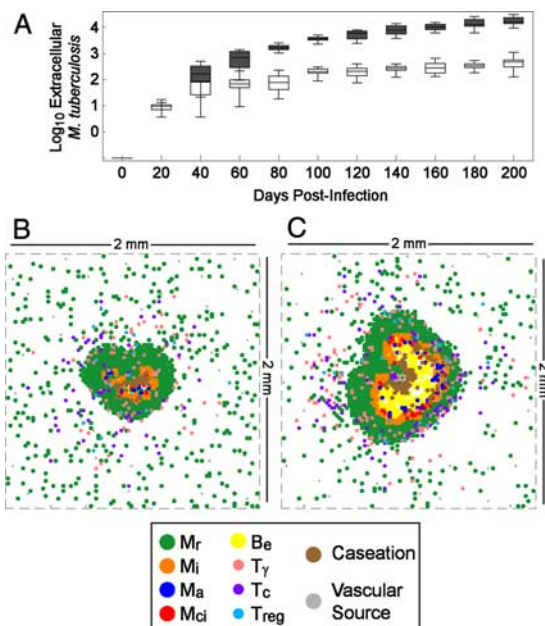 A
Log10 Extracellular
M. tuberculosis
4
3
2
1
0
0 20 40 60 80 100 120 140 160 180 200
Days Post-Infection
B
2 mm
2 mm
C
2 mm
2 mm
Mr Be Caseation
Mi Tγ
Ma Tc Vascular
Mci Treg Source